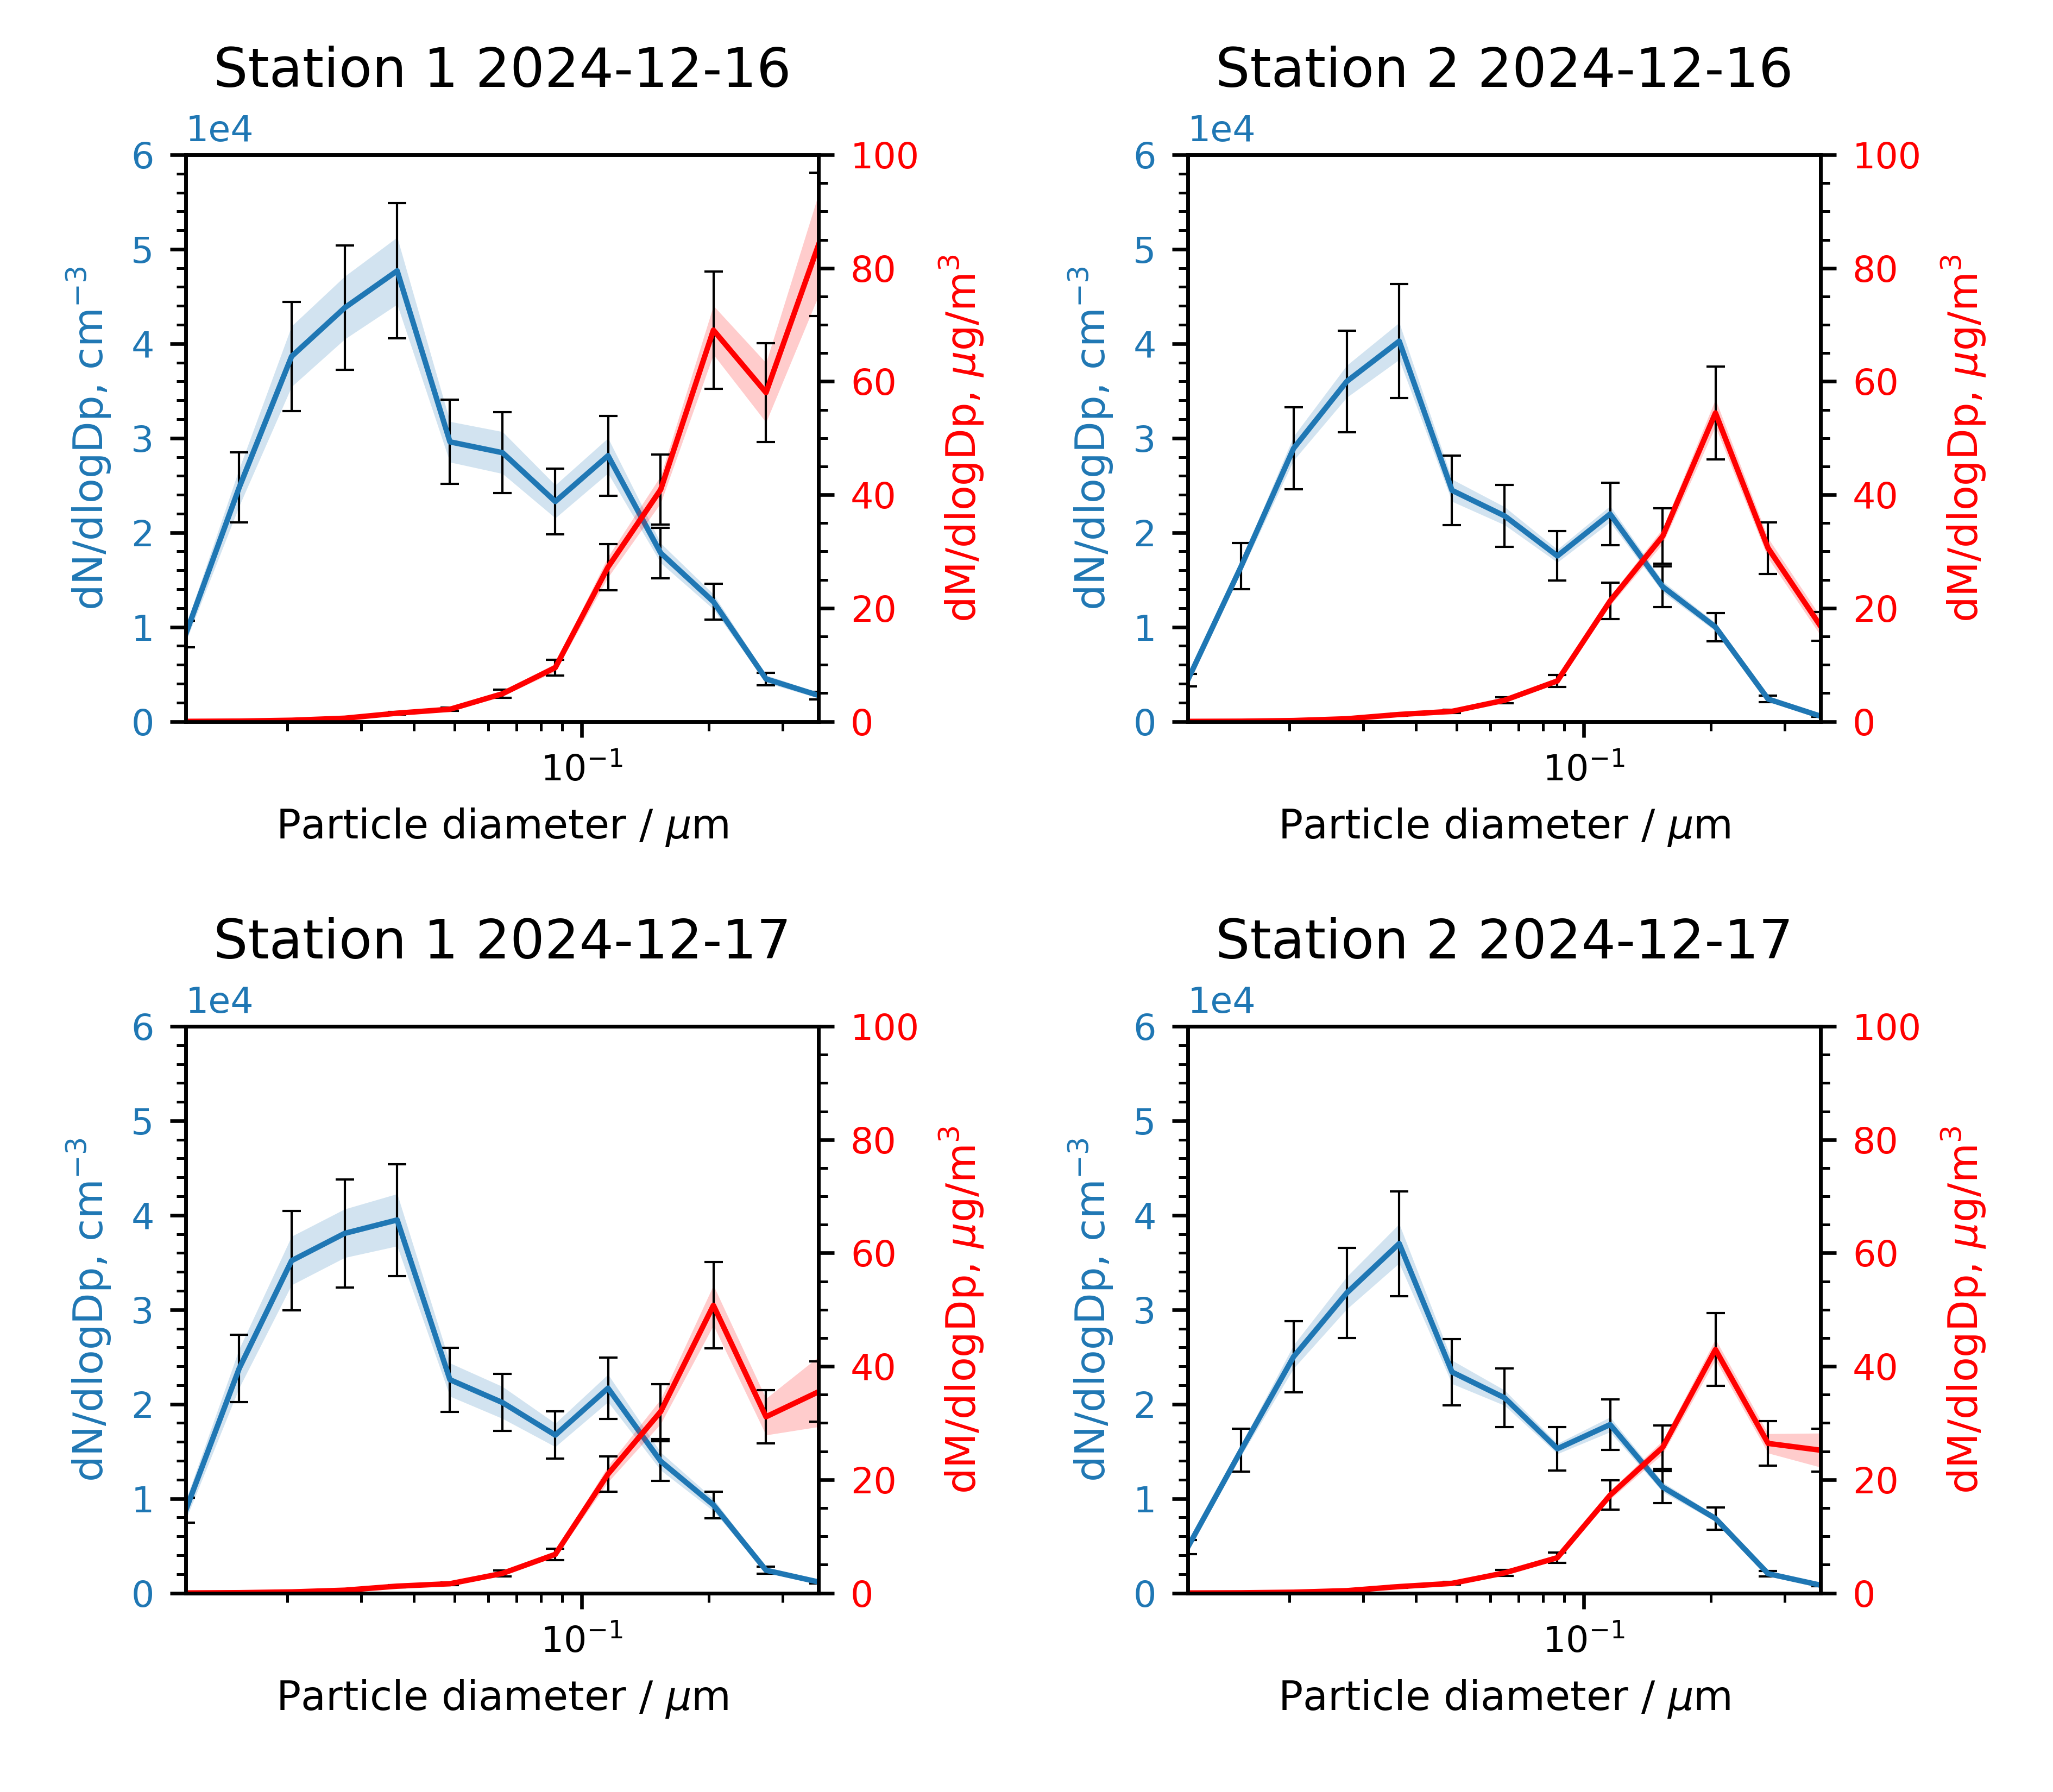 Station 1 2024-12-16
1e4
6
5
4
3
2
1
0
dN/dlogDp, cm⁻³
100
80
60
40
20
0
dM/dlogDp, μg/m³
10⁻¹
Particle diameter / μm
Station 2 2024-12-16
1e4
6
5
4
3
2
1
0
dN/dlogDp, cm⁻³
100
80
60
40
20
0
dM/dlogDp, μg/m³
10⁻¹
Particle diameter / μm
Station 1 2024-12-17
1e4
6
5
4
3
2
1
0
dN/dlogDp, cm⁻³
100
80
60
40
20
0
dM/dlogDp, μg/m³
10⁻¹
Particle diameter / μm
Station 2 2024-12-17
1e4
6
5
4
3
2
1
0
dN/dlogDp, cm⁻³
100
80
60
40
20
0
dM/dlogDp, μg/m³
10⁻¹
Particle diameter / μm